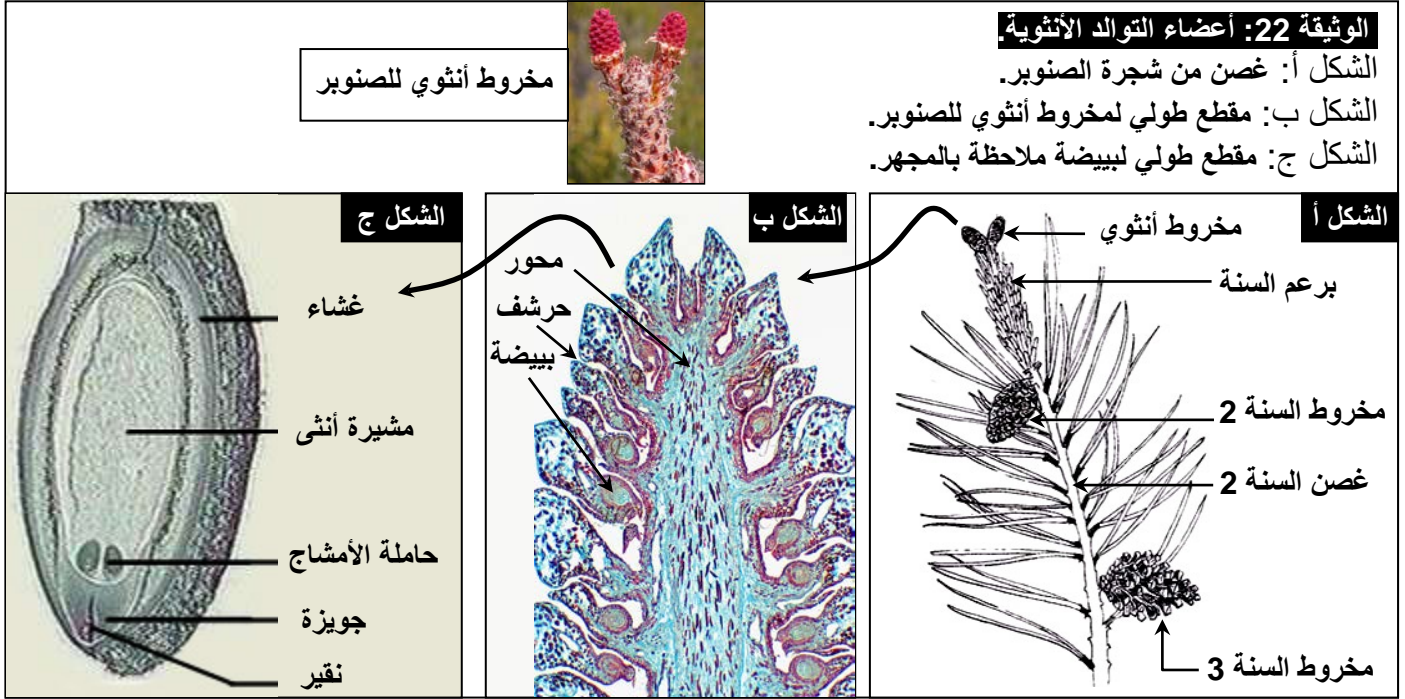 الوثيقة 22: أعضاء التوالد الأنثوية.
الشكل أ: غصن من شجرة الصنوبر.
الشكل ب: مقطع طولي لمخروط أنثوي للصنوبر.
الشكل ج: مقطع طولي لبييضة ملاحظة بالمجهر.
مخروط أنثوي للصنوبر
الشكل أ
مخروط أنثوي
برعم السنة
مخروط السنة 2
غصن السنة 2
مخروط السنة 3
الشكل ب
محور
حرشف
بييضة
الشكل ج
غشاء
مشيرة أنثى
حاملة الأمشاج
جويزة
نقير